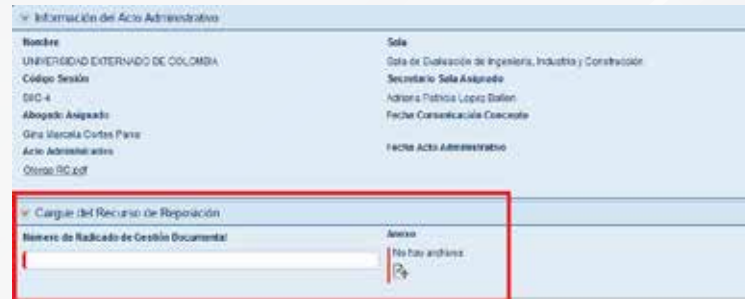 Información del Acto Administrativo
Nombre
UNIVERSIDAD EXTERNADO DE COLOMBIA
Código Sesión
Abogado Asignado
Gina Marcela Cortes Parra
Acto Administrativo
Otorgo RC.pdf
Sala
Sala de Evaluación de Ingeniería, Industria y Construcción
Secretario Sala Asignado
Adriana Patricia Lopez Ballen
Fecha Comunicación Concepto
Fecha Acto Administrativo
Cargue del Recurso de Reposición
Número de Radicado de Gestión Documental
Anexo
No hay archivos